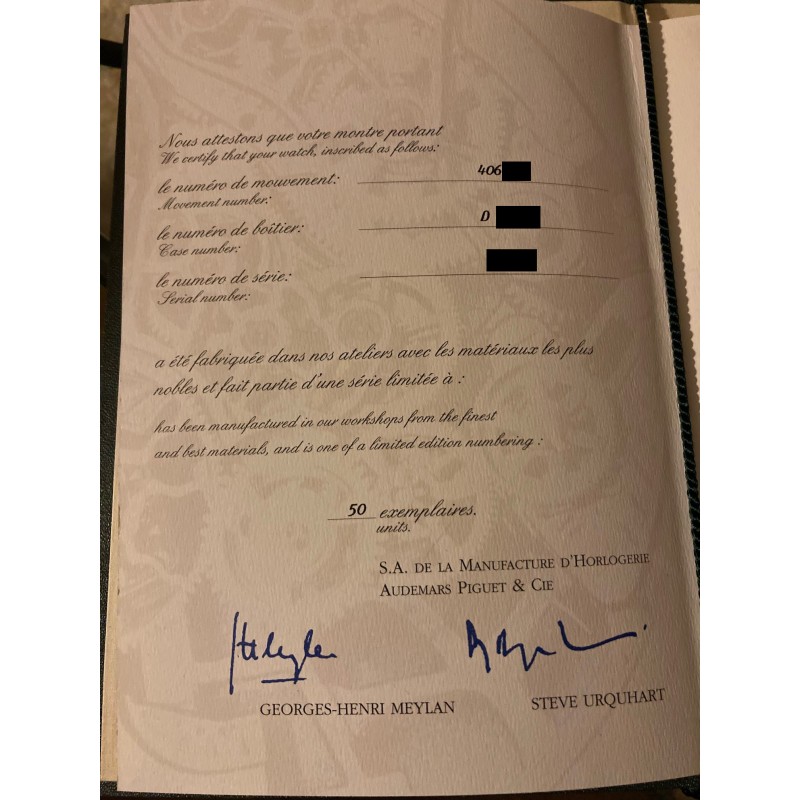 Nous attestons que votre montre portant
We certify that your watch, inscribed as follows:
le numéro de mouvement: 406
Movement number:
le numéro de boîtier: D
Case number:
le numéro de série:
Serial number:
a été fabriquée dans nos ateliers avec les matériaux les plus
nobles et fait partie d'une série limitée à :
has been manufactured in our workshops from the finest
and best materials, and is one of a limited edition numbering :
50 exemplaires.
units.
S.A. DE LA MANUFACTURE D'HORLOGERIE
AUDEMARS PIGUET & CIE
GEORGES-HENRI MEYLAN
STEVE URQUHART